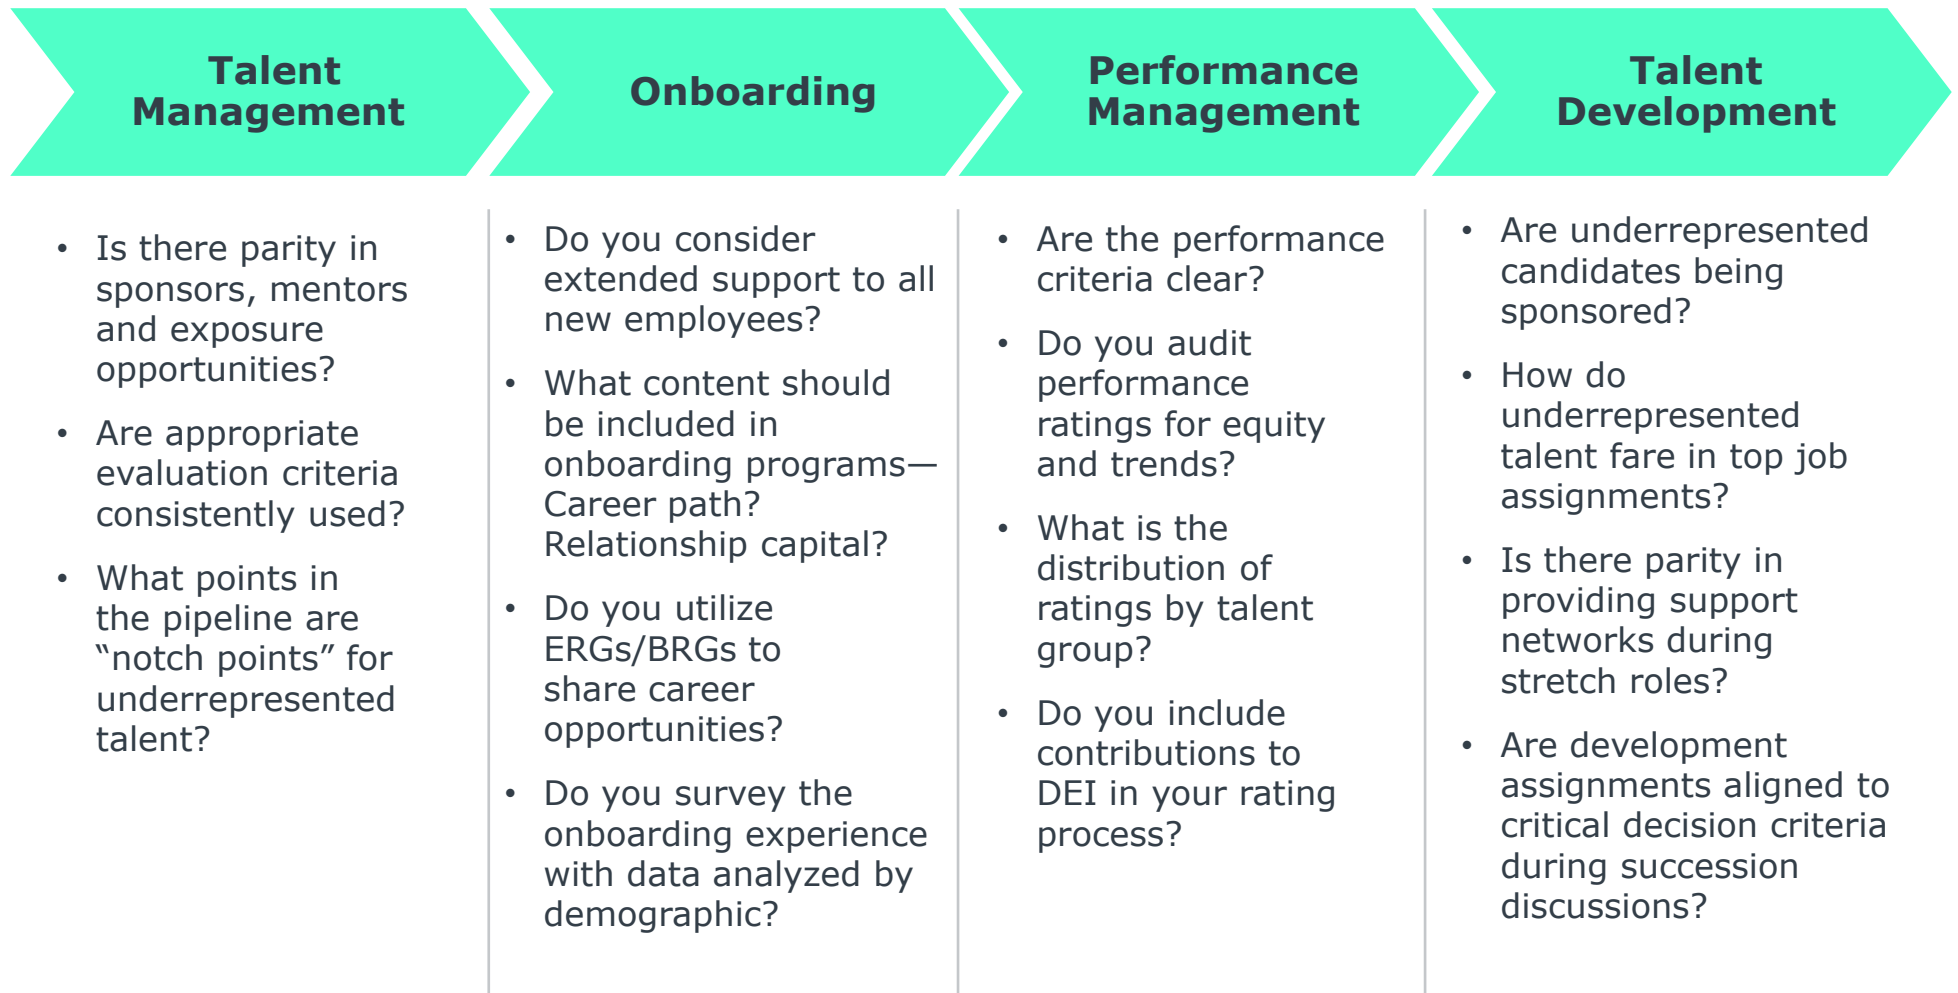 Talent
Management
Onboarding
Performance
Management
Talent
Development
• Is there parity in
sponsors, mentors
and exposure
opportunities?
• Are appropriate
evaluation criteria
consistently used?
• What points in
the pipeline are
“notch points” for
underrepresented
talent?
• Do you consider
extended support to all
new employees?
• What content should
be included in
onboarding programs—
Career path?
Relationship capital?
• Do you utilize
ERGs/BRGs to
share career
opportunities?
• Do you survey the
onboarding experience
with data analyzed by
demographic?
• Are the performance
criteria clear?
• Do you audit
performance
ratings for equity
and trends?
• What is the
distribution of
ratings by talent
group?
• Do you include
contributions to
DEI in your rating
process?
• Are underrepresented
candidates being
sponsored?
• How do
underrepresented
talent fare in top job
assignments?
• Is there parity in
providing support
networks during
stretch roles?
• Are development
assignments aligned to
critical decision criteria
during succession
discussions?